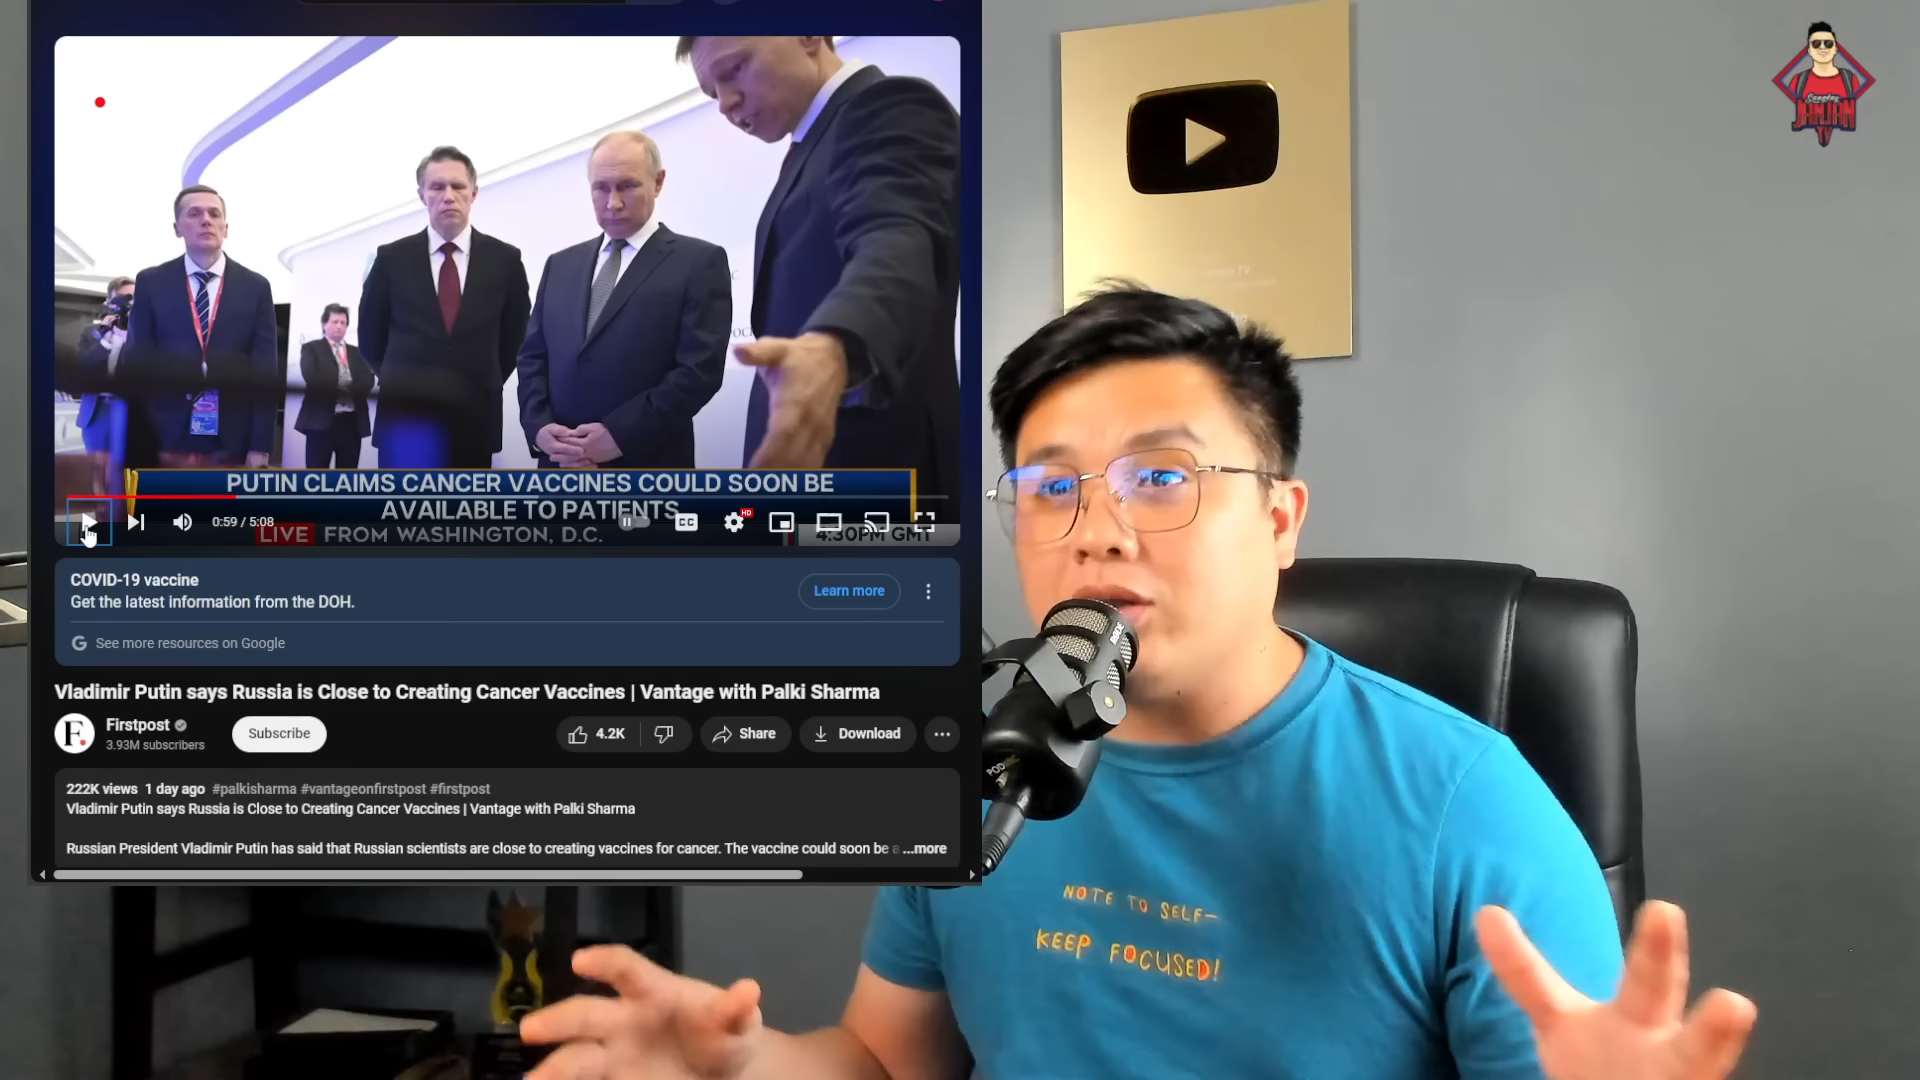 PUTIN CLAIMS CANCER VACCINES COULD SOON BE
AVAILABLE TO PATIENTS
LIVE FROM WASHINGTON, D.C.
4:30PM GMT
0:59 / 5:08
CC
HD
COVID-19 vaccine
Get the latest information from the DOH.
Learn more
See more resources on Google
Vladimir Putin says Russia is Close to Creating Cancer Vaccines | Vantage with Palki Sharma
Firstpost
3.93M subscribers
Subscribe
4.2K
Share
Download
222K views 1 day ago #palkisharma #vantageonfirstpost #firstpost
Vladimir Putin says Russia is Close to Creating Cancer Vaccines | Vantage with Palki Sharma
Russian President Vladimir Putin has said that Russian scientists are close to creating vaccines for cancer. The vaccine could soon be a ...more
JANJAN
TV
RODE
NOTE TO SELF-
KEEP FOCUSED!